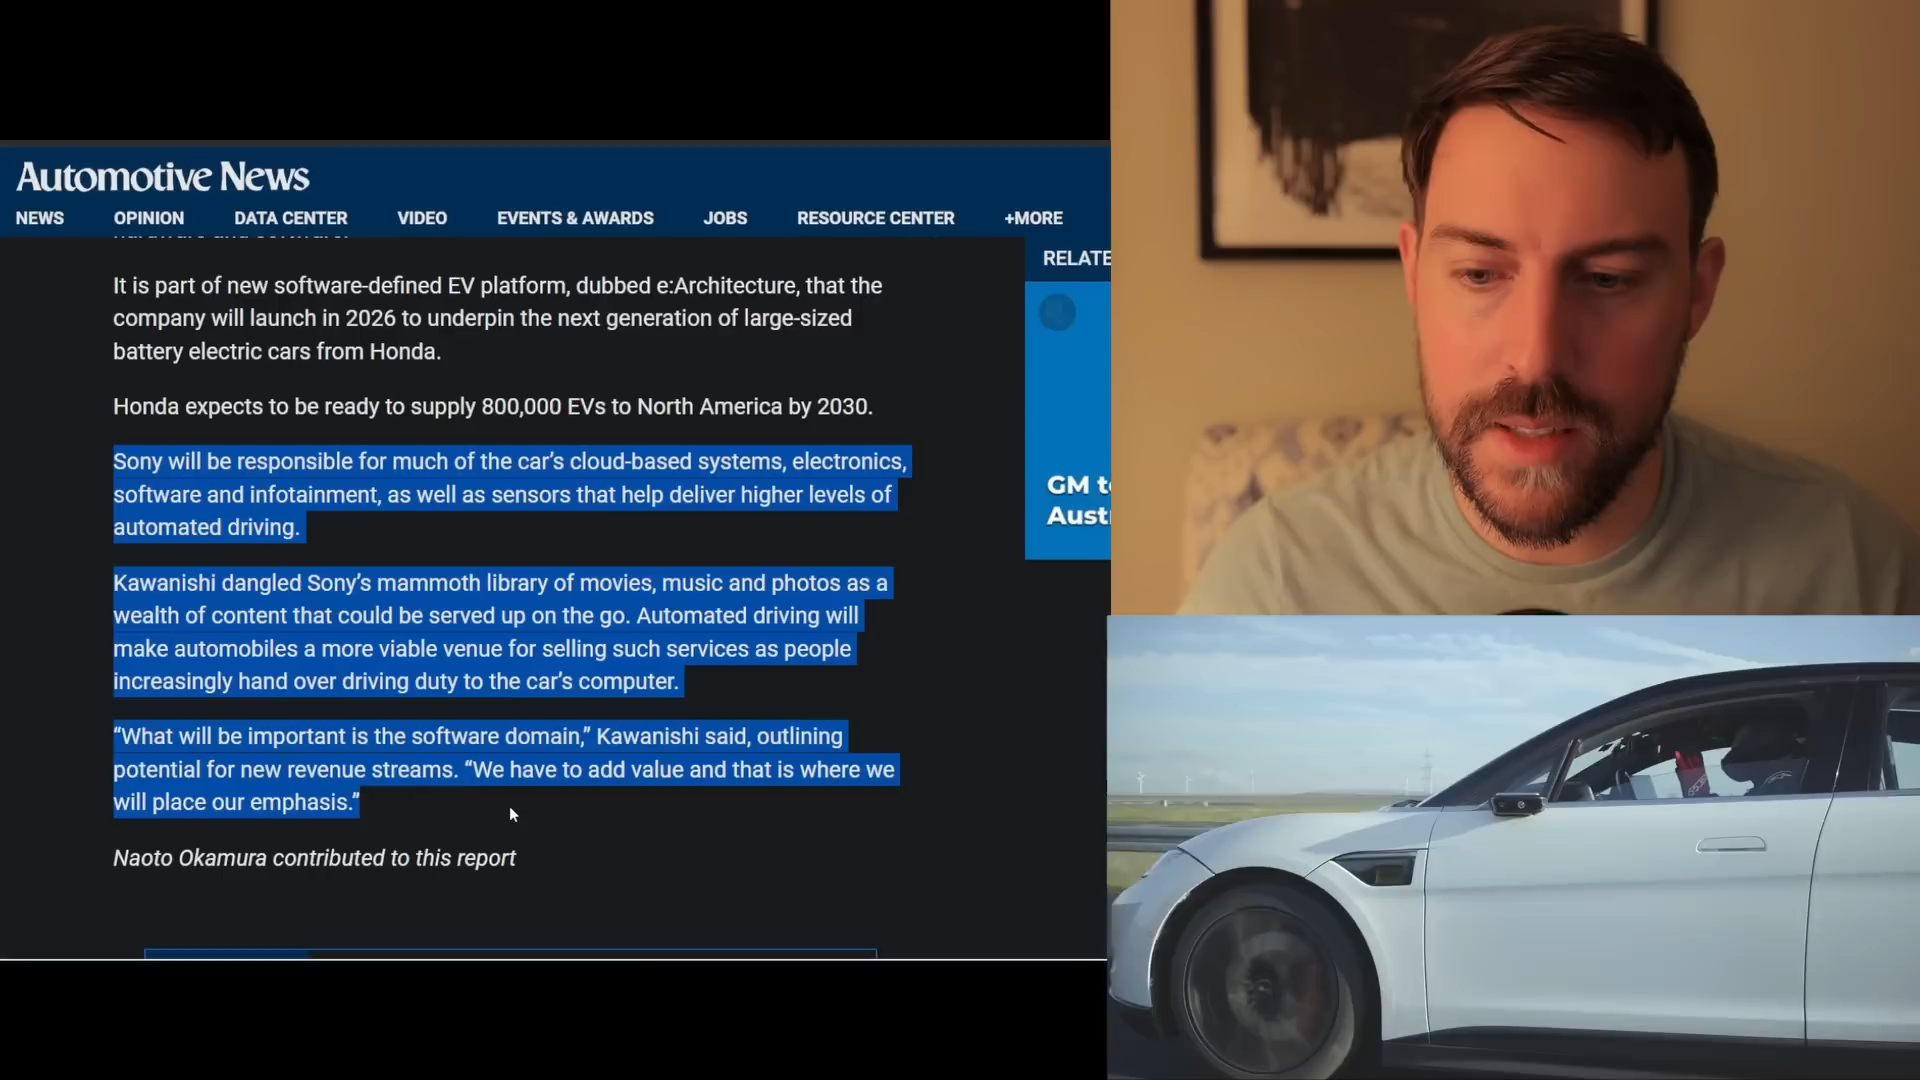 Automotive News
NEWS OPINION DATA CENTER VIDEO EVENTS & AWARDS JOBS RESOURCE CENTER +MORE
It is part of new software-defined EV platform, dubbed e:Architecture, that the
company will launch in 2026 to underpin the next generation of large-sized
battery electric cars from Honda.
Honda expects to be ready to supply 800,000 EVs to North America by 2030.
Sony will be responsible for much of the car’s cloud-based systems, electronics,
software and infotainment, as well as sensors that help deliver higher levels of
automated driving.
Kawanishi dangled Sony’s mammoth library of movies, music and photos as a
wealth of content that could be served up on the go. Automated driving will
make automobiles a more viable venue for selling such services as people
increasingly hand over driving duty to the car’s computer.
“What will be important is the software domain,” Kawanishi said, outlining
potential for new revenue streams. “We have to add value and that is where we
will place our emphasis.”
Naoto Okamura contributed to this report
RELATE
GM t
Aust